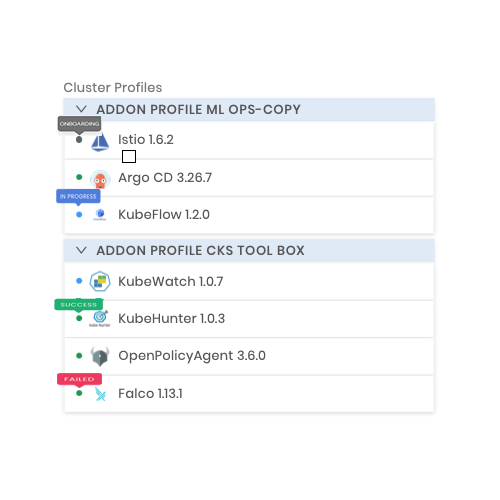 Cluster Profiles
ADDON PROFILE ML OPS-COPY
ONBOARDING
Istio 1.6.2
Argo CD 3.26.7
IN PROGRESS
KubeFlow 1.2.0
ADDON PROFILE CKS TOOL BOX
KubeWatch 1.0.7
SUCCESS
KubeHunter 1.0.3
kube-hunter
OpenPolicyAgent 3.6.0
FAILED
Falco 1.13.1